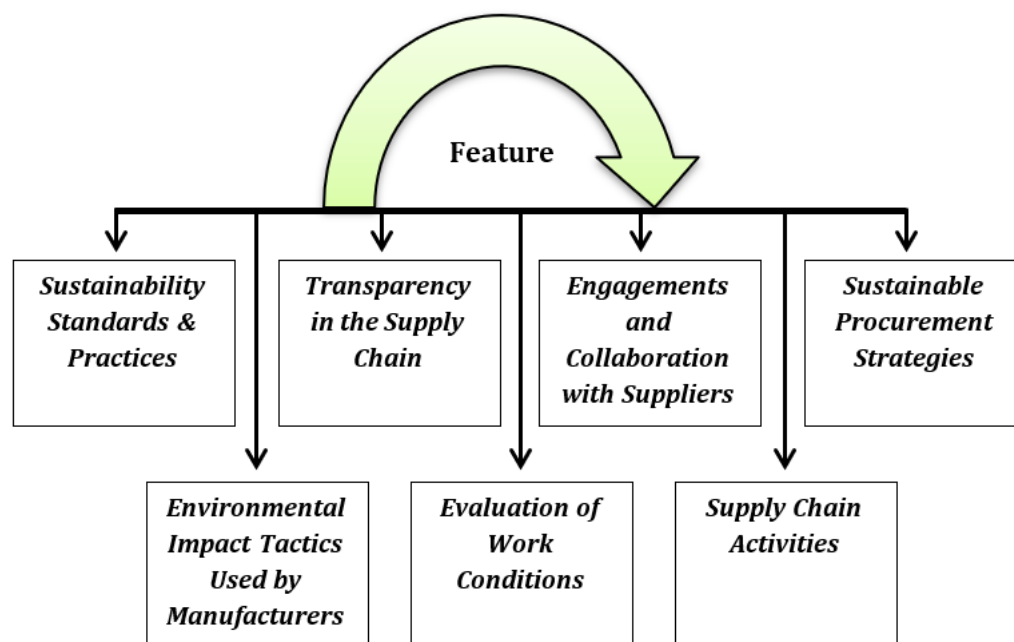 Feature
Sustainability
Standards &
Practices
Transparency
in the Supply
Chain
Engagements
and
Collaboration
with Suppliers
Sustainable
Procurement
Strategies
Environmental
Impact Tactics
Used by
Manufacturers
Evaluation of
Work
Conditions
Supply Chain
Activities